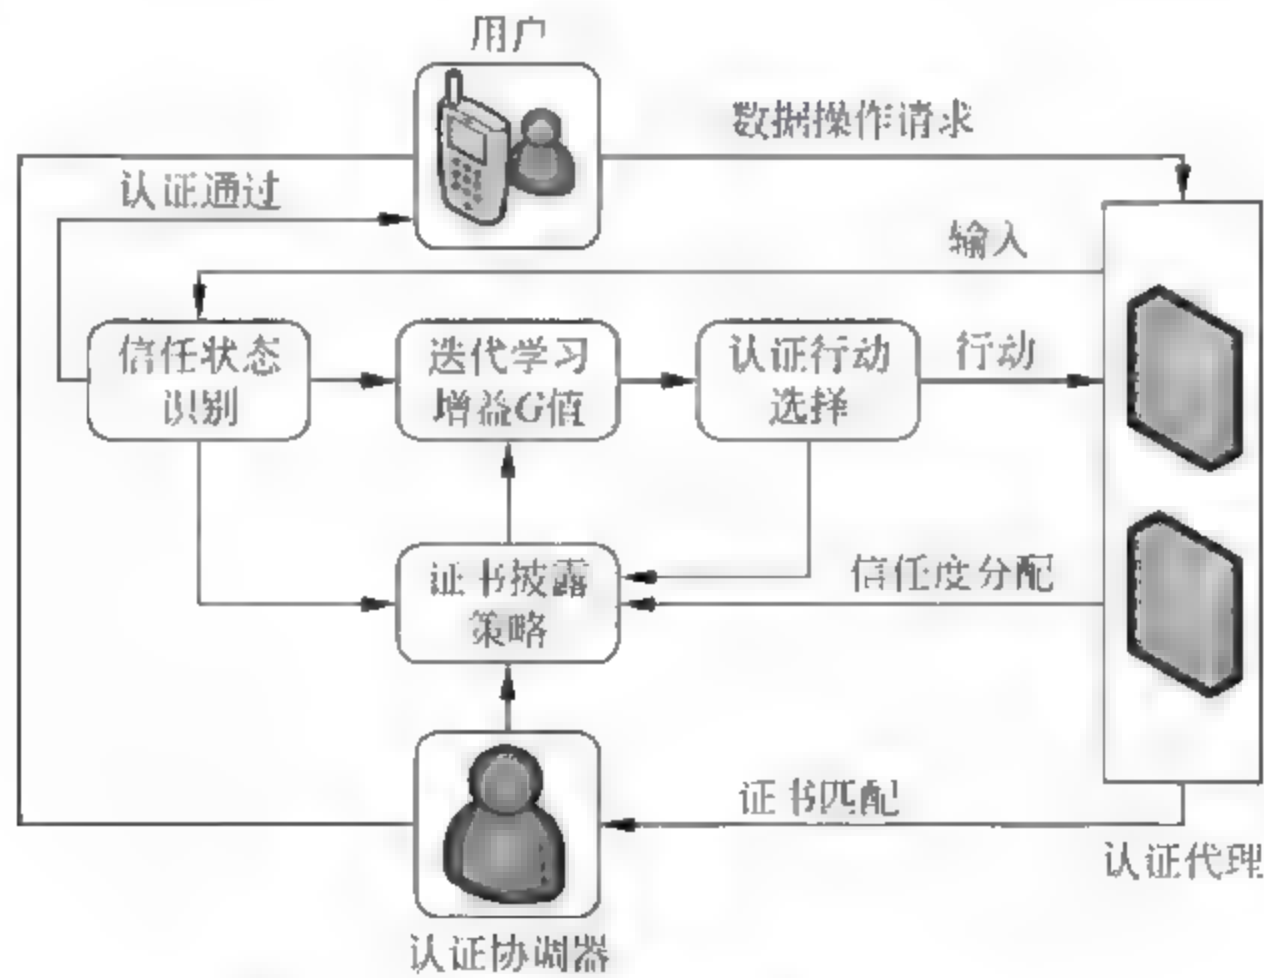 用户
数据操作请求
认证通过
输入
信任状态
识别
迭代学习
增益G值
认证行动
选择
行动
证书披露
策略
信任度分配
证书匹配
认证代理
认证协调器